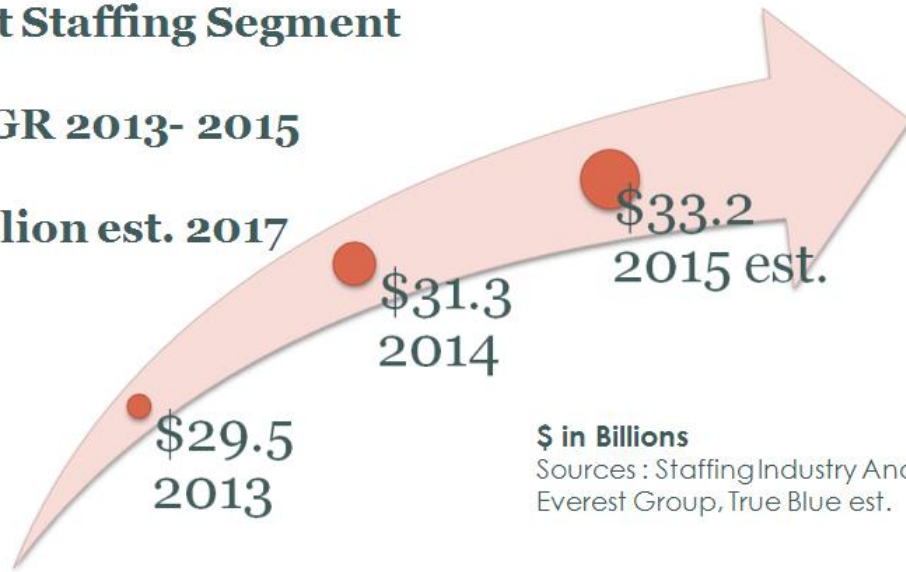 t Staffing Segment
GR 2013- 2015
lion est. 2017
$33.2
2015 est.
$31.3
2014
$29.5
2013
$ in Billions
Sources : Staffing Industry Ana
Everest Group, True Blue est.